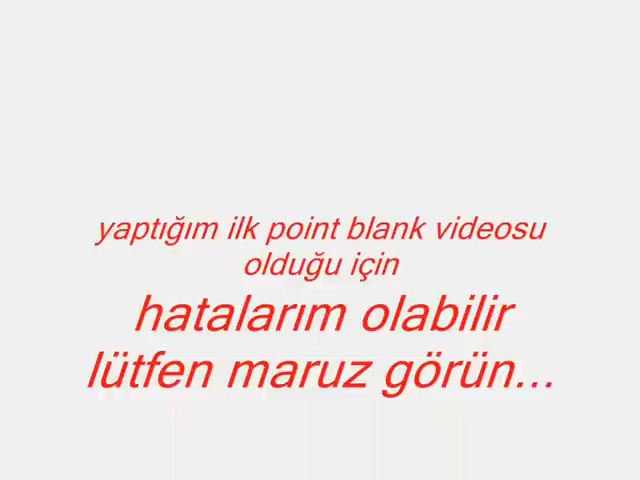 yaptığım ilk point blank videosu
olduğu için
hatalarım olabilir
lütfen maruz görün...